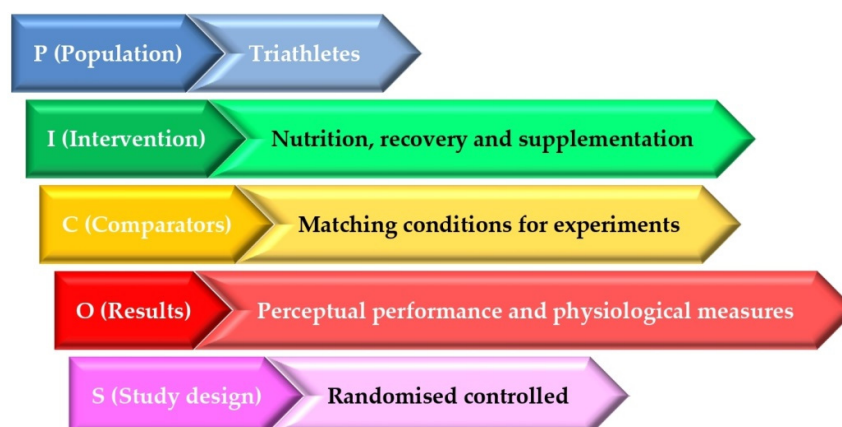 P (Population) Triathletes
I (Intervention) Nutrition, recovery and supplementation
C (Comparators) Matching conditions for experiments
O (Results) Perceptual performance and physiological measures
S (Study design) Randomised controlled